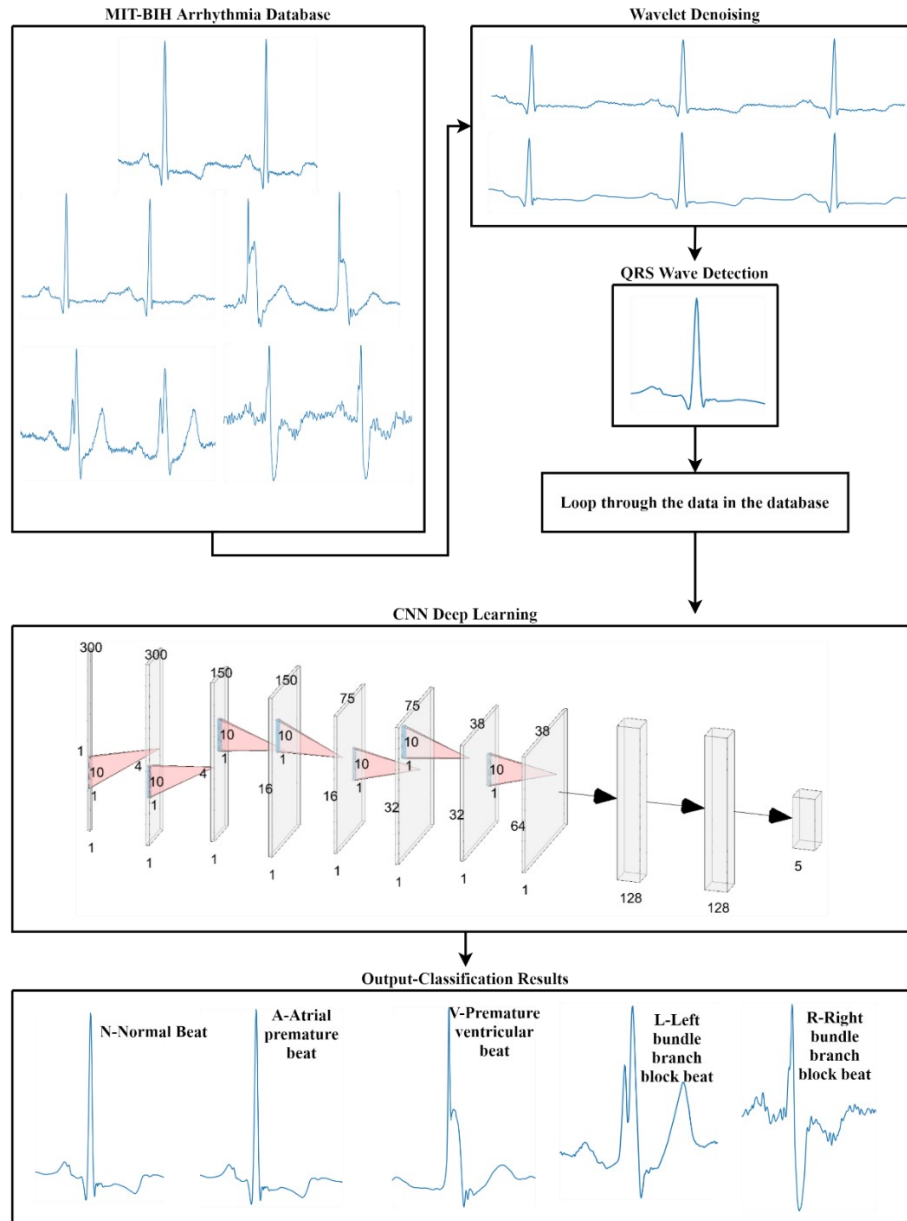 MIT-BIH Arrhythmia Database
Wavelet Denoising
QRS Wave Detection
Loop through the data in the database
CNN Deep Learning
300
300
150
150
75
75
38
38
1
10
1
4
10
1
4
10
1
10
1
10
1
10
1
10
1
16
16
32
32
64
1
1
1
1
1
1
1
1
128
128
5
Output-Classification Results
N-Normal Beat
A-Atrial
premature
beat
V-Premature
ventricular
beat
L-Left
bundle
branch
block beat
R-Right
bundle
branch
block beat